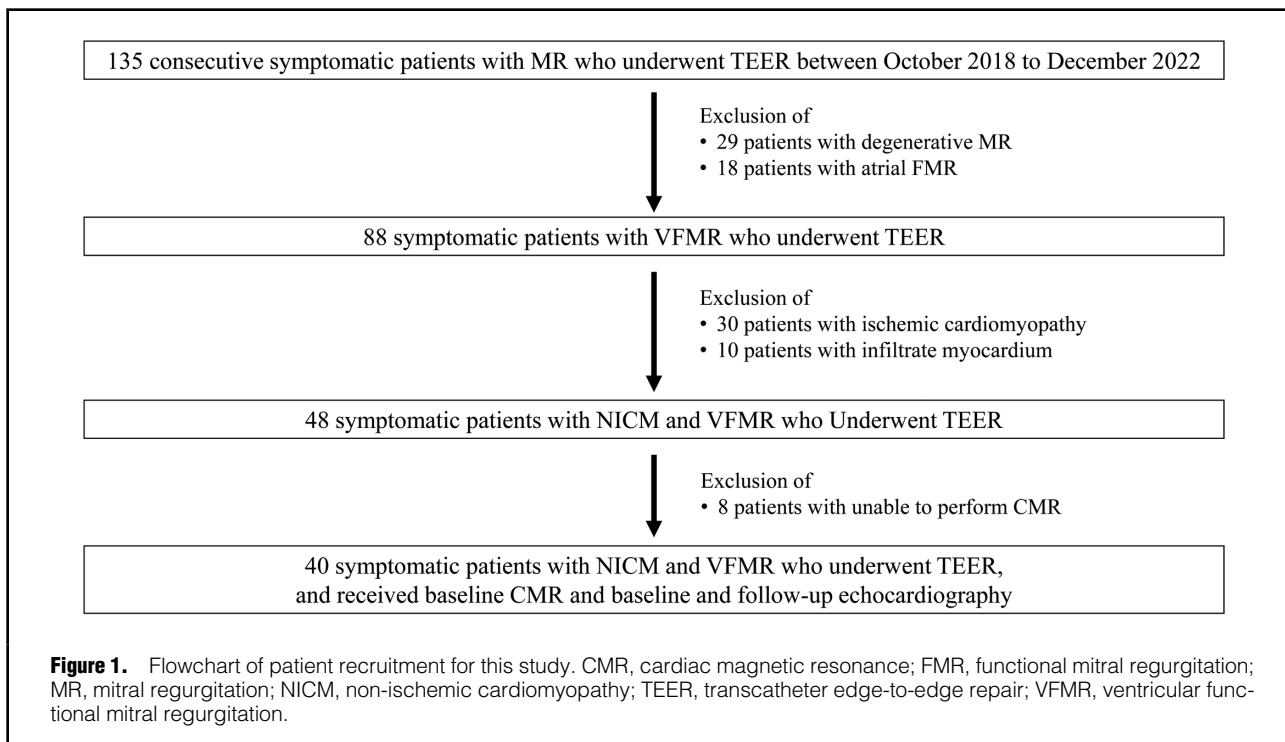 135 consecutive symptomatic patients with MR who underwent TEER between October 2018 to December 2022
Exclusion of
• 29 patients with degenerative MR
• 18 patients with atrial FMR
88 symptomatic patients with VFMR who underwent TEER
Exclusion of
• 30 patients with ischemic cardiomyopathy
• 10 patients with infiltrate myocardium
48 symptomatic patients with NICM and VFMR who Underwent TEER
Exclusion of
• 8 patients with unable to perform CMR
40 symptomatic patients with NICM and VFMR who underwent TEER,
and received baseline CMR and baseline and follow-up echocardiography
Figure 1. Flowchart of patient recruitment for this study. CMR, cardiac magnetic resonance; FMR, functional mitral regurgitation;
MR, mitral regurgitation; NICM, non-ischemic cardiomyopathy; TEER, transcatheter edge-to-edge repair; VFMR, ventricular func-
tional mitral regurgitation.